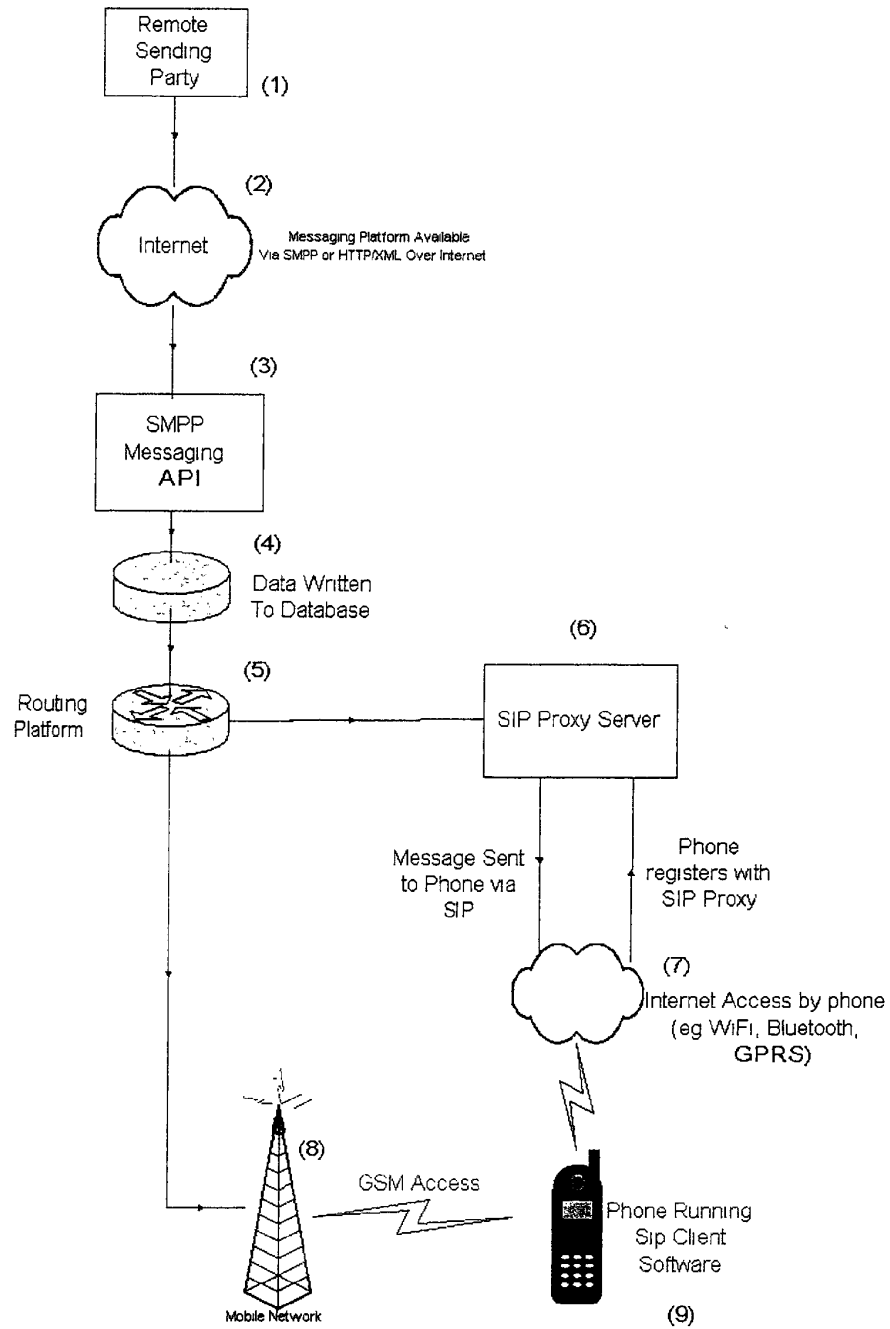 Remote
Sending
Party
(1)
(2)
Internet
Messaging Platform Available
Via SMPP or HTTP/XML Over Internet
(3)
SMPP
Messaging
API
(4)
Data Written
To Database
(5)
Routing
Platform
(6)
SIP Proxy Server
Message Sent
to Phone via
SIP
Phone
registers with
SIP Proxy
(7)
Internet Access by phone
(eg WiFi, Bluetooth,
GPRS)
(8)
GSM Access
Mobile Network
Phone Running
Sip Client
Software
(9)